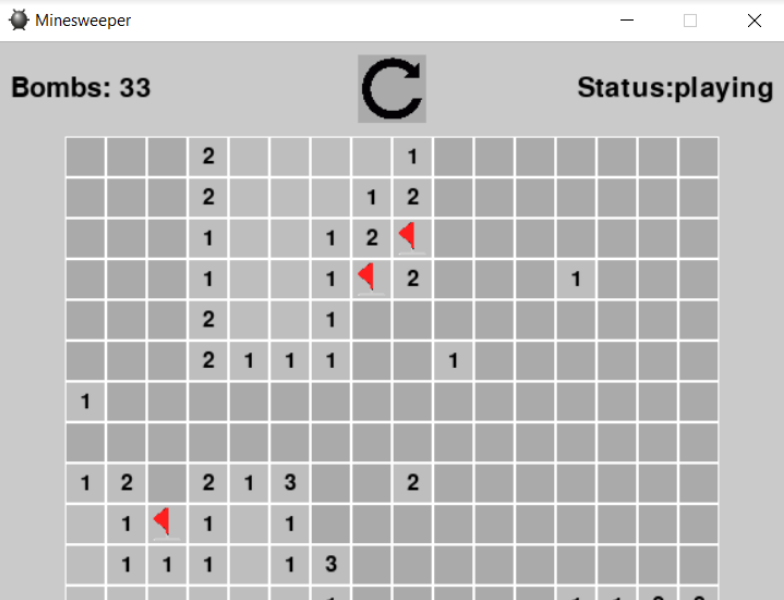 Minesweeper
Bombs: 33 Status:playing
2 1
2 1 2
1 1 2
1 1 2 1
2 1
2 1 1 1 1
1
1 2 2 1 3 2
1 1 1
1 1 1 1 3